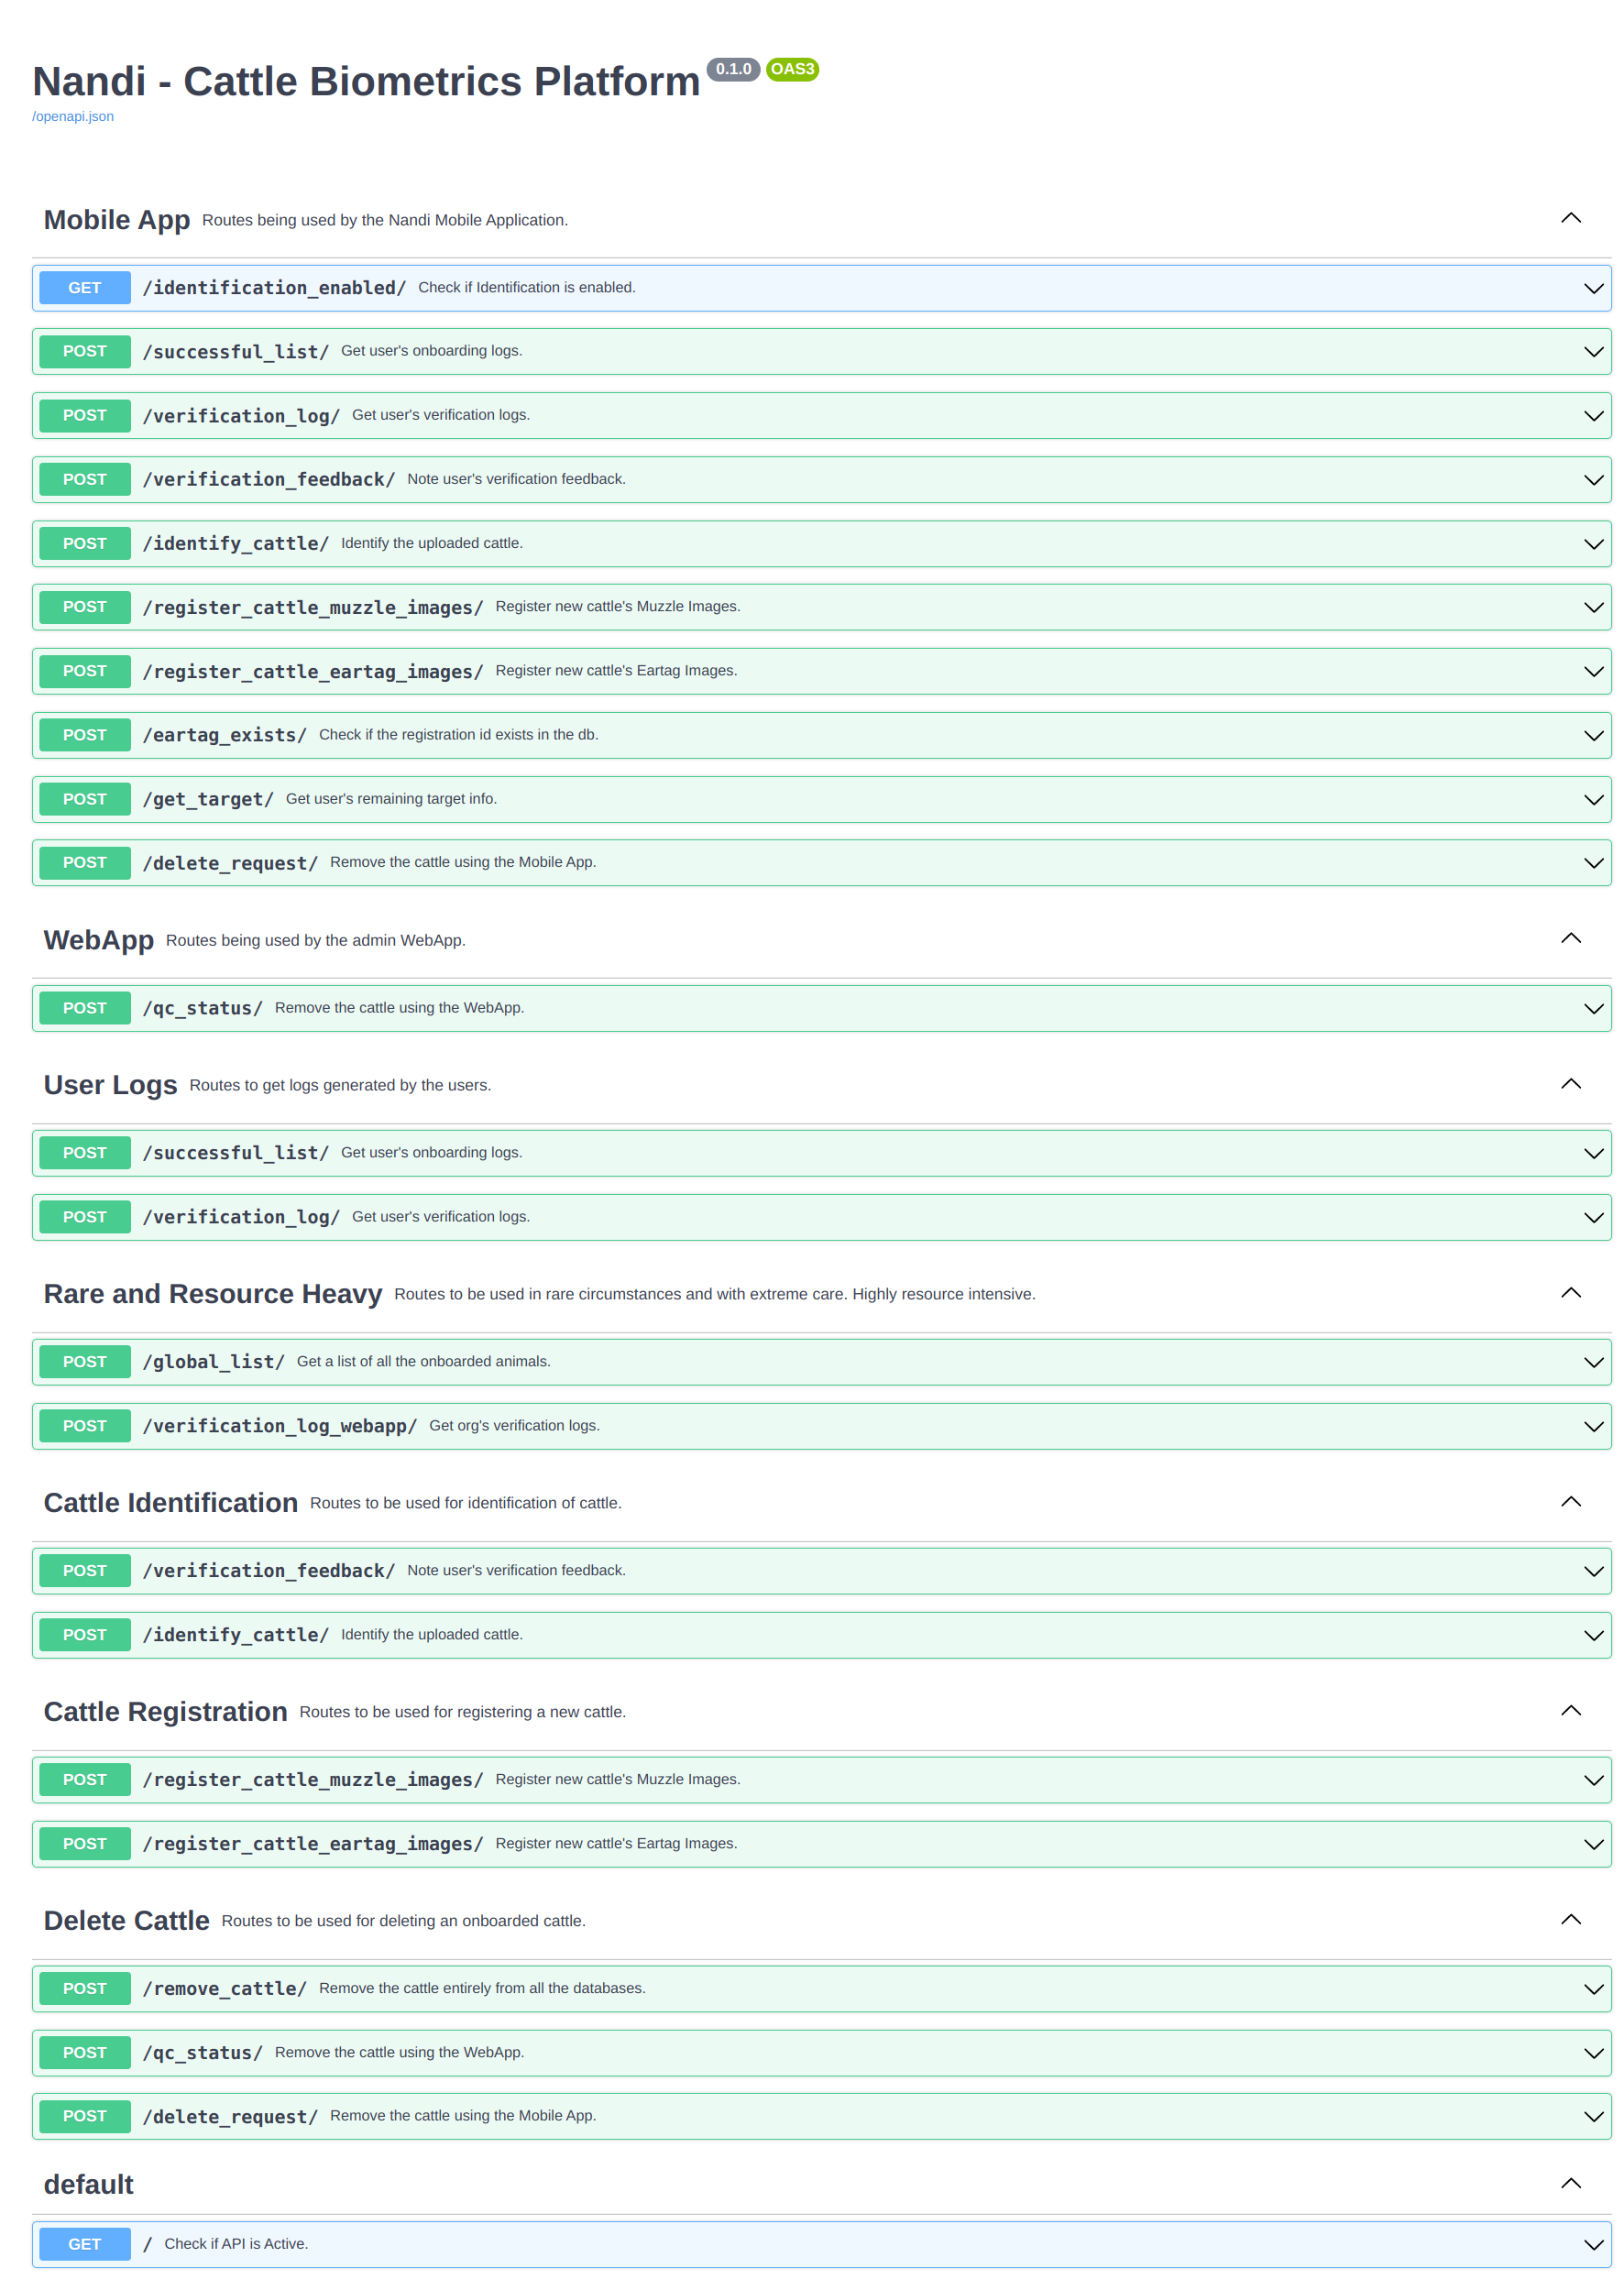 Nandi - Cattle Biometrics Platform 0.1.0 OAS3
/openapi.json
Mobile App Routes being used by the Nandi Mobile Application.
GET /identification_enabled/ Check if Identification is enabled.
POST /successful_list/ Get user's onboarding logs.
POST /verification_log/ Get user's verification logs.
POST /verification_feedback/ Note user's verification feedback.
POST /identify_cattle/ Identify the uploaded cattle.
POST /register_cattle_muzzle_images/ Register new cattle's Muzzle Images.
POST /register_cattle_eartag_images/ Register new cattle's Eartag Images.
POST /eartag_exists/ Check if the registration id exists in the db.
POST /get_target/ Get user's remaining target info.
POST /delete_request/ Remove the cattle using the Mobile App.
WebApp Routes being used by the admin WebApp.
POST /qc_status/ Remove the cattle using the WebApp.
User Logs Routes to get logs generated by the users.
POST /successful_list/ Get user's onboarding logs.
POST /verification_log/ Get user's verification logs.
Rare and Resource Heavy Routes to be used in rare circumstances and with extreme care. Highly resource intensive.
POST /global_list/ Get a list of all the onboarded animals.
POST /verification_log_webapp/ Get org's verification logs.
Cattle Identification Routes to be used for identification of cattle.
POST /verification_feedback/ Note user's verification feedback.
POST /identify_cattle/ Identify the uploaded cattle.
Cattle Registration Routes to be used for registering a new cattle.
POST /register_cattle_muzzle_images/ Register new cattle's Muzzle Images.
POST /register_cattle_eartag_images/ Register new cattle's Eartag Images.
Delete Cattle Routes to be used for deleting an onboarded cattle.
POST /remove_cattle/ Remove the cattle entirely from all the databases.
POST /qc_status/ Remove the cattle using the WebApp.
POST /delete_request/ Remove the cattle using the Mobile App.
default
GET / Check if API is Active.